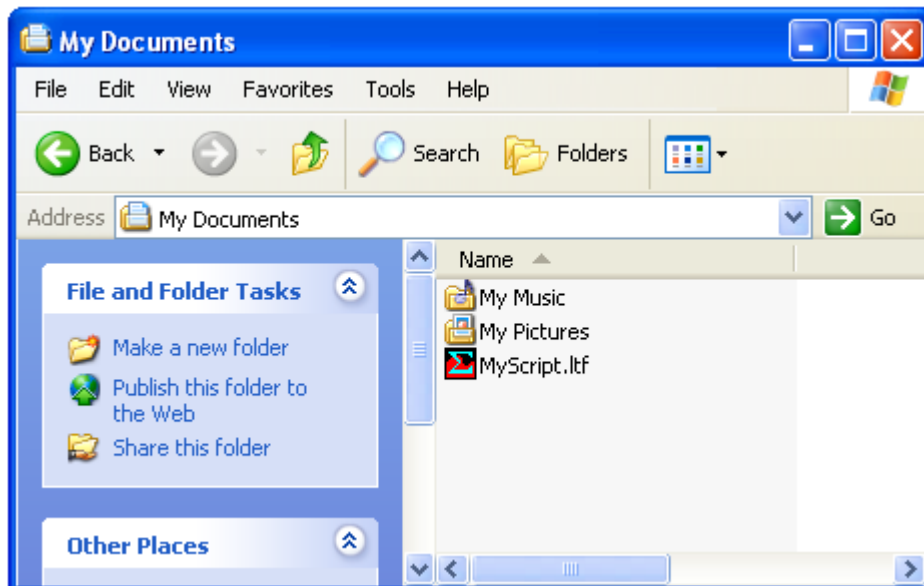 My Documents
File Edit View Favorites Tools Help
Back Search Folders
Address My Documents Go
File and Folder Tasks
Make a new folder
Publish this folder to
the Web
Share this folder
Other Places
Name
My Music
My Pictures
MyScript.ltf